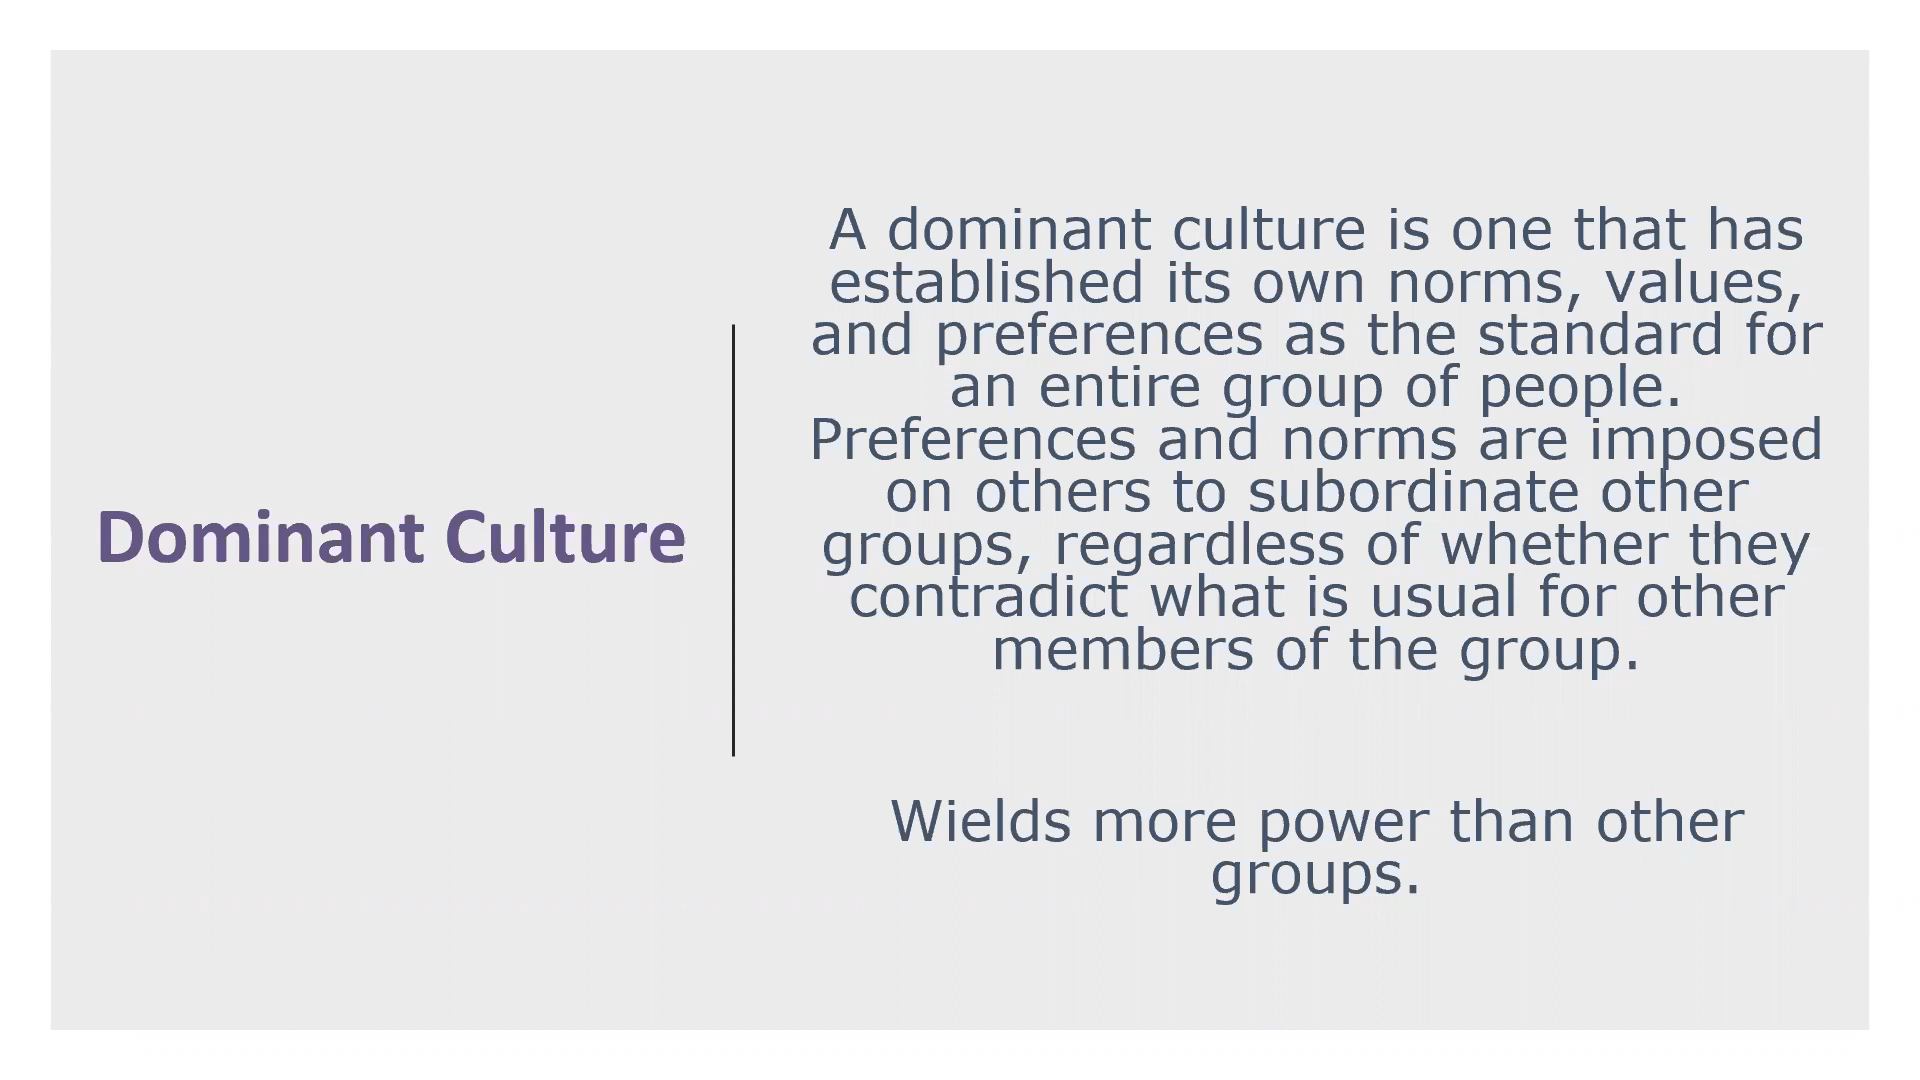 Dominant Culture
A dominant culture is one that has
established its own norms, values,
and preferences as the standard for
an entire group of people.
Preferences and norms are imposed
on others to subordinate other
groups, regardless of whether they
contradict what is usual for other
members of the group.
Wields more power than other
groups.